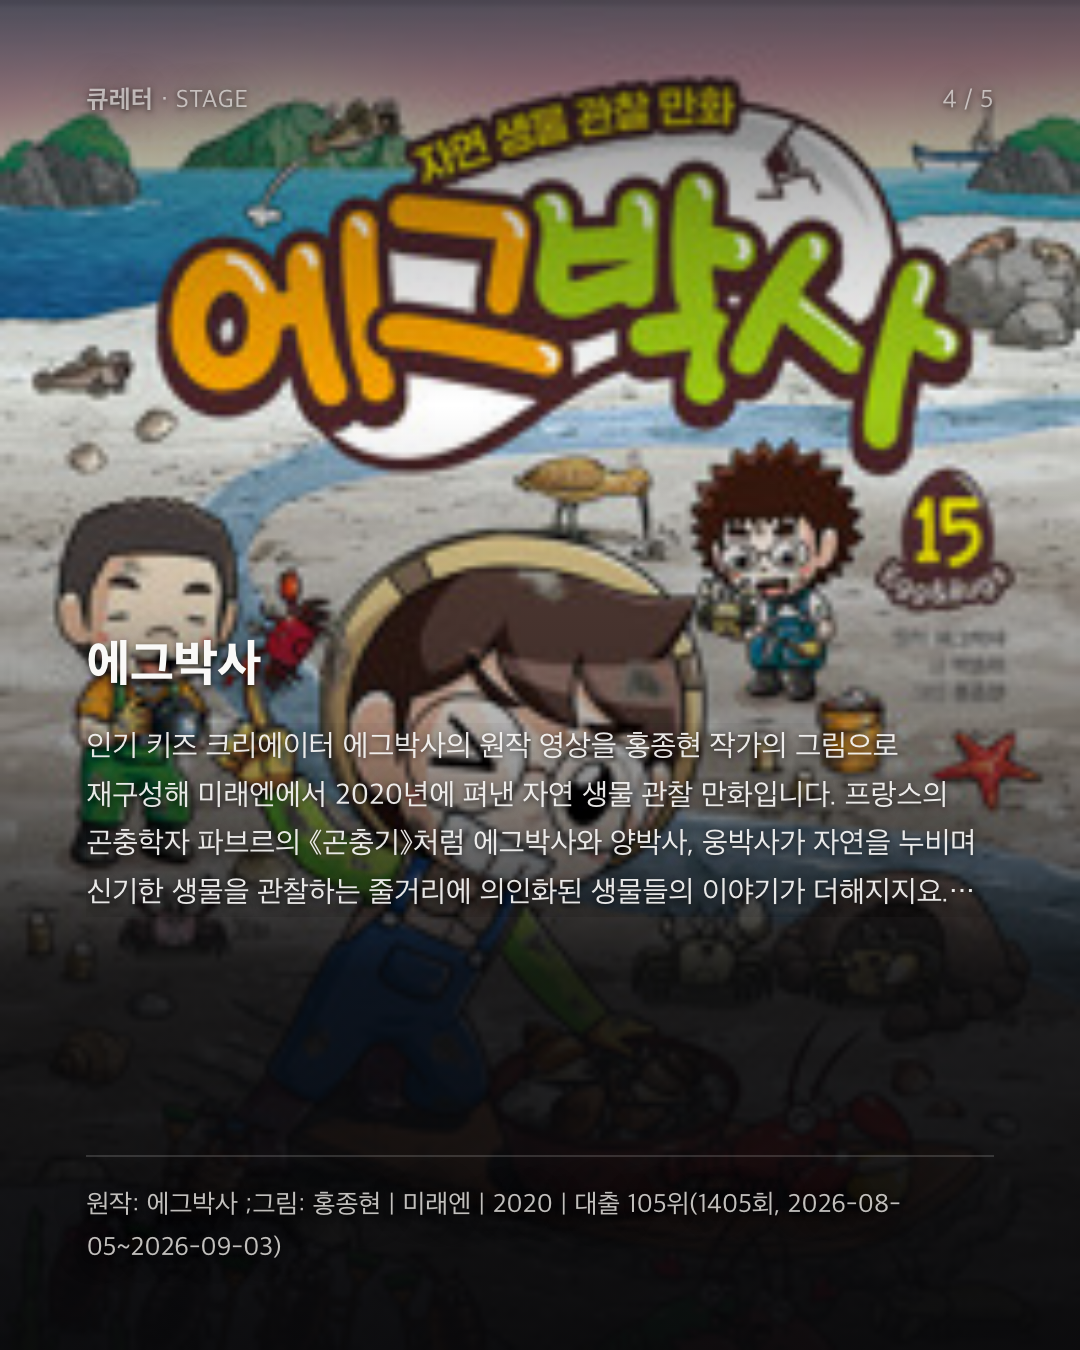 큐레터 · STAGE
4 / 5
자연 생물 관찰 만화
에그박사
15
에그박사
인기 키즈 크리에이터 에그박사의 원작 영상을 홍종현 작가의 그림으로
재구성해 미래엔에서 2020년에 펴낸 자연 생물 관찰 만화입니다. 프랑스의
곤충학자 파브르의 《곤충기》처럼 에그박사와 양박사, 웅박사가 자연을 누비며
신기한 생물을 관찰하는 줄거리에 의인화된 생물들의 이야기가 더해지지요.…
원작: 에그박사 ;그림: 홍종현 | 미래엔 | 2020 | 대출 105위(1405회, 2026-08-
05~2026-09-03)